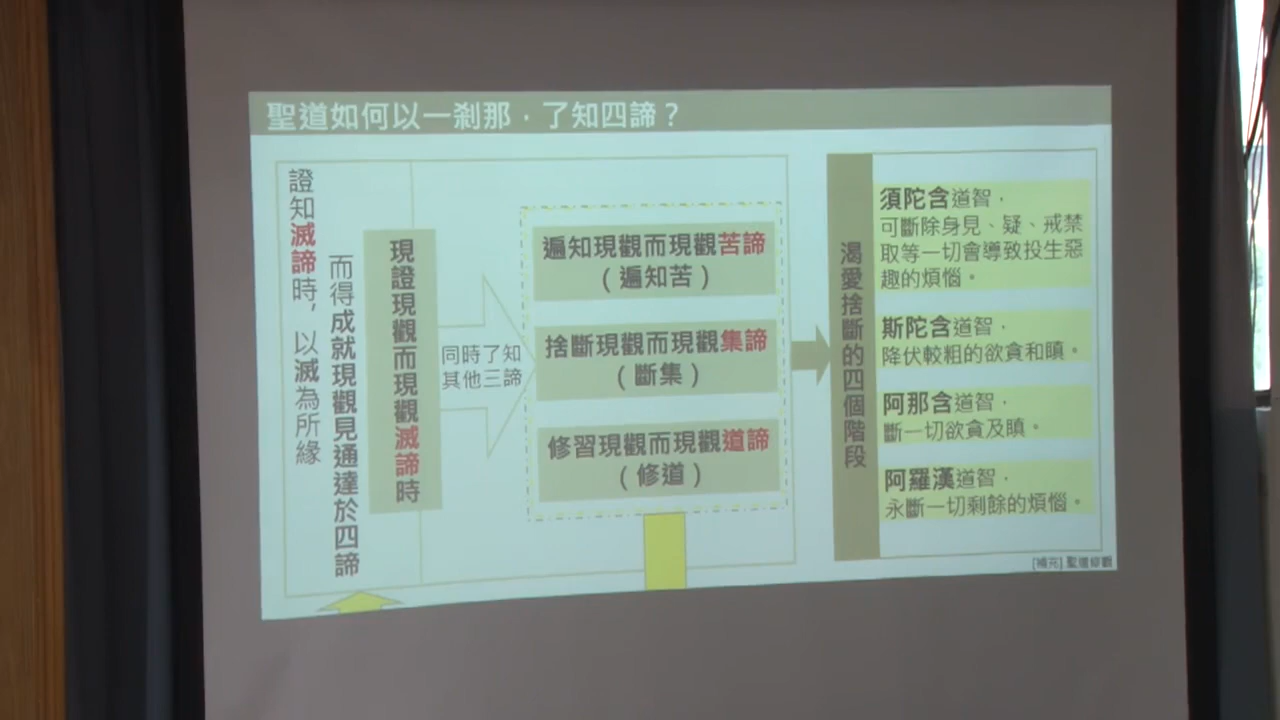 聖道如何以一剎那，了知四諦？
證知滅諦時，以滅為所緣
而得成就現觀見通達於四諦
現證現觀而現觀滅諦時
同時了知
其他三諦
遍知現觀而現觀苦諦
（遍知苦）
捨斷現觀而現觀集諦
（斷集）
修習現觀而現觀道諦
（修道）
渴愛捨斷的四個階段
須陀含道智，
可斷除身見、疑、戒禁
取等一切會導致投生惡
趣的煩惱。
斯陀含道智，
降伏較粗的欲貪和瞋。
阿那含道智，
斷一切欲貪及瞋。
阿羅漢道智，
永斷一切剩餘的煩惱。
[補充] 聖道